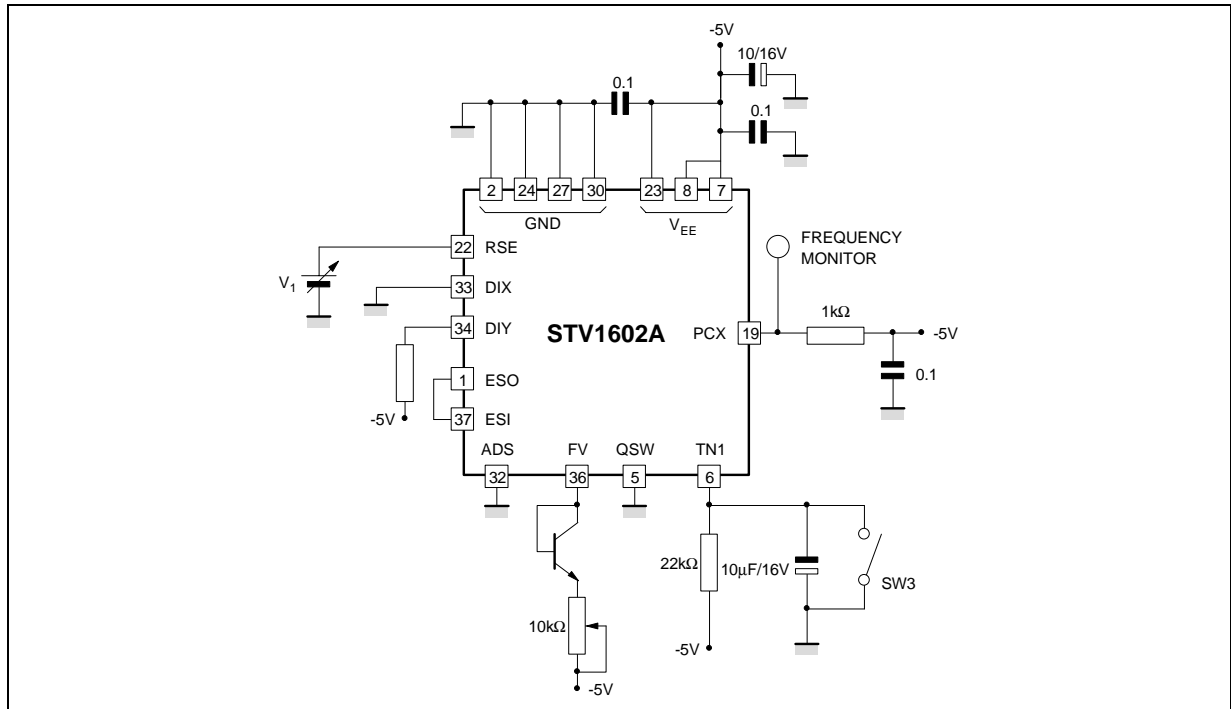 -5V
10/16V
0.1
0.1
2 24 27 30 23 8 7
GND
VEE
22 RSE
V1
33 DIX
34 DIY
STV1602A
PCX 19
FREQUENCY
MONITOR
1kΩ
-5V
0.1
1 ESO
-5V
37 ESI
ADS FV QSW TN1
32 36 5 6
22kΩ
10µF/16V
SW3
10kΩ
-5V
-5V